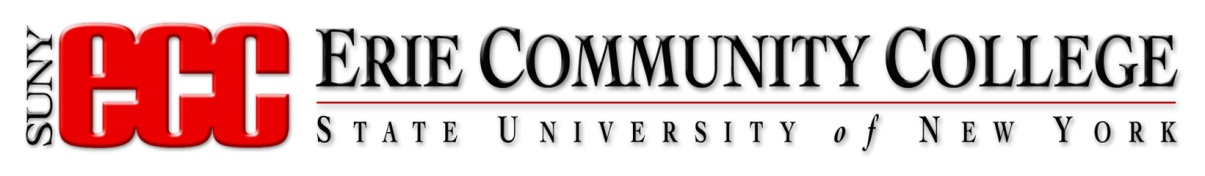 SUNY
ecc
ERIE COMMUNITY COLLEGE
STATE UNIVERSITY of NEW YORK